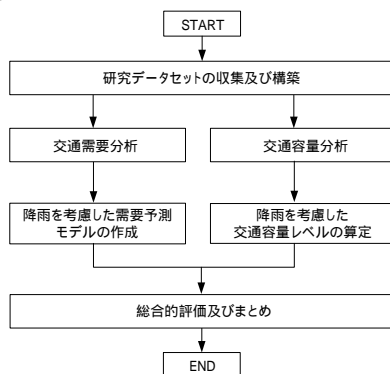 START
研究データセットの収集及び構築
交通需要分析
交通容量分析
降雨を考慮した需要予測
モデルの作成
降雨を考慮した
交通容量レベルの算定
総合的評価及びまとめ
END